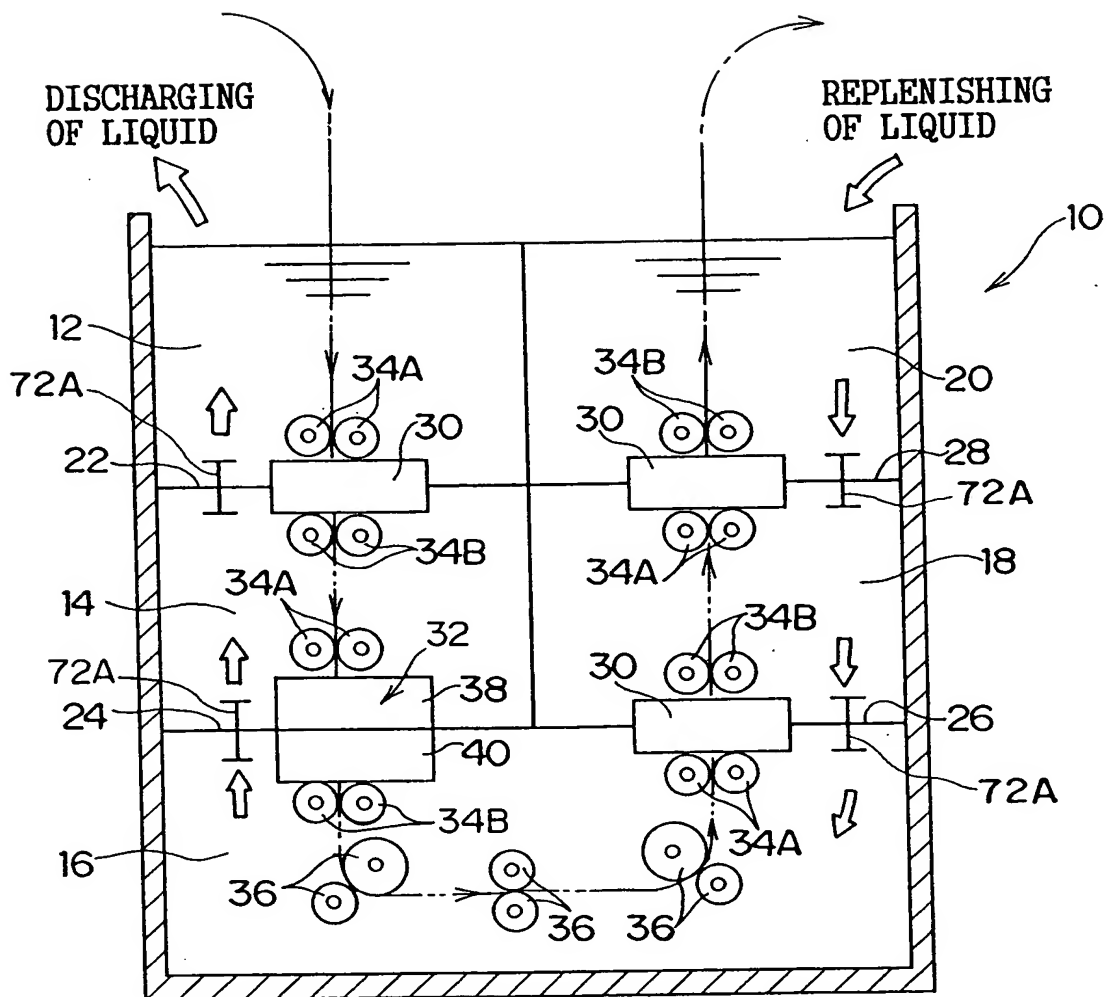 DISCHARGING
OF LIQUID
REPLENISHING
OF LIQUID
10
12
34A
34B
20
72A
30
30
22
28
72A
34B
34A
18
34A
14
32
34B
72A
38
30
24
26
40
72A
34B
34A
16
36
36
36